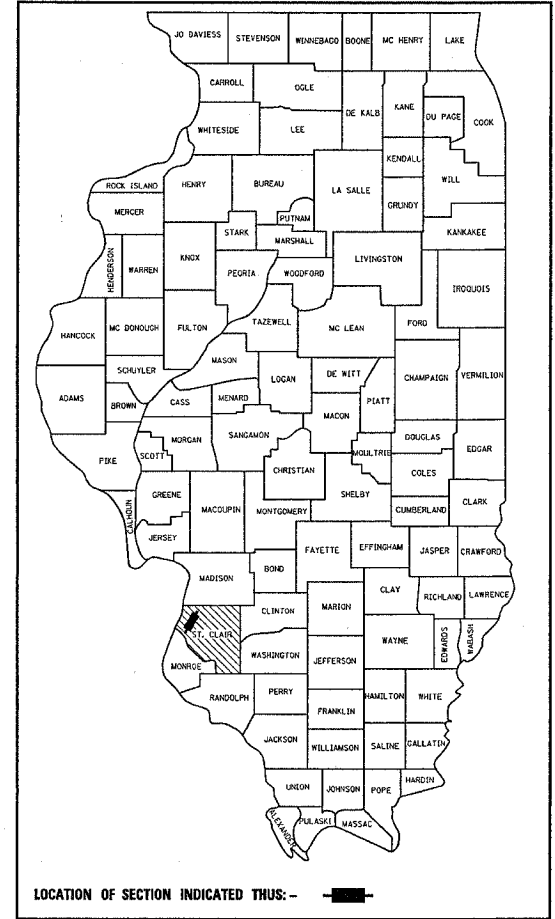 JO DAVIESS STEVENSON WINNEBAGO BOONE MC HENRY LAKE
CARROLL OGLE
DE KALB KANE DU PAGE COOK
WHITESIDE LEE
KENDALL WILL
ROCK ISLAND HENRY BUREAU LA SALLE GRUNDY
MERCER PUTNAM
KANKAKEE
STARK MARSHALL
HENDERSON WARREN KNOX PEORIA WOODFORD LIVINGSTON IROQUOIS
HANCOCK MC DONOUGH FULTON TAZEWELL MC LEAN FORD
MASON
SCHUYLER LOGAN DE WITT CHAMPAIGN VERMILION
ADAMS BROWN CASS MENARD MACON PIATT
MORGAN SANGAMON DOUGLAS EDGAR
PIKE SCOTT CHRISTIAN MOULTRIE COLES
SHELBY
GREENE MACOUPIN MONTGOMERY CUMBERLAND CLARK
CALHOUN JERSEY
FAYETTE EFFINGHAM JASPER CRAWFORD
MADISON BOND
CLAY RICHLAND LAWRENCE
CLINTON MARION
ST. CLAIR WAYNE EDWARDS WABASH
MONROE WASHINGTON JEFFERSON
RANDOLPH PERRY HAMILTON WHITE
FRANKLIN
JACKSON WILLIAMSON SALINE GALLATIN
UNION JOHNSON POPE HARDIN
ALEXANDER PULASKI MASSAC
LOCATION OF SECTION INDICATED THUS: -